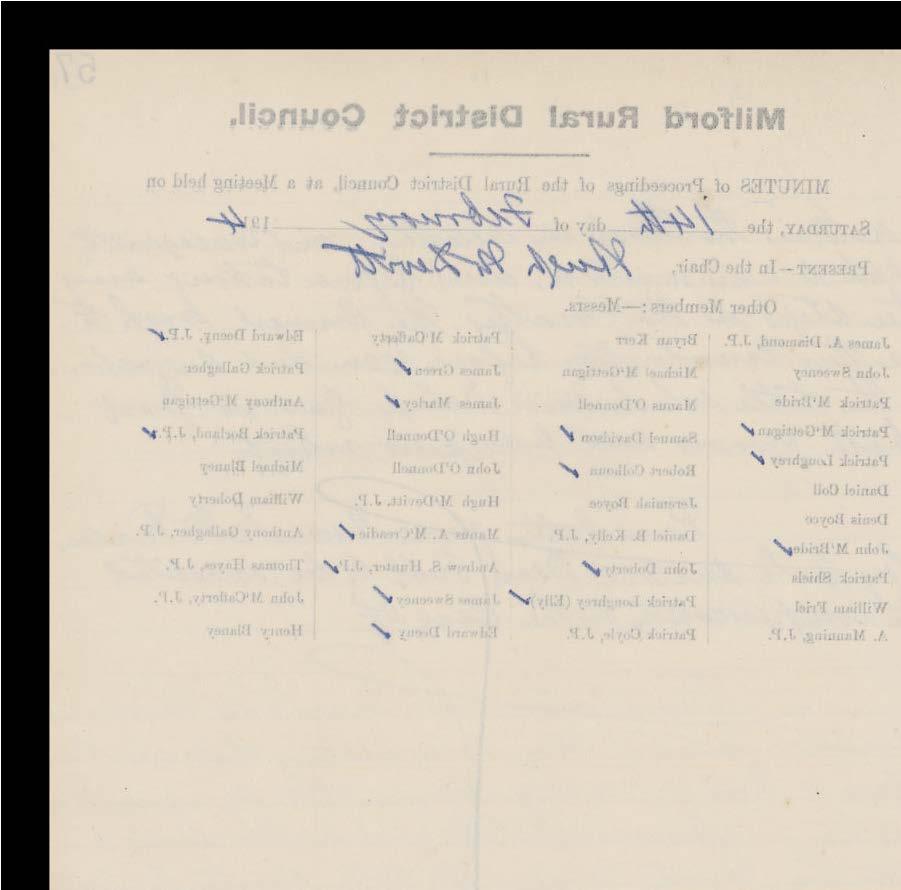 57
Milford Rural District Council.
MINUTES of Proceedings of the Rural District Council, at a Meeting held on
SATURDAY, the 14th day of February 1914
PRESENT—In the Chair, Hugh McDevitt
Other Members:—Messrs.
James A. Dismond, J.P.
John Sweeney
Patrick M'Bride
Patrick M'Gettigan ✓
Patrick Loughrey ✓
Daniel Coll
Denis Boyce
John M'Bride ✓
Patrick Shiels
William Friel
A. Manning, J.P.
Bryan Kerr
Michael M'Gettigan
Manus O'Donnell
Samuel Davidson ✓
Robert Colhoun ✓
Jeremiah Boyce
Daniel B. Kelly, J.P.
John Doherty ✓
Patrick Loughrey (Elly) ✓
Patrick Coyle, J.P.
Patrick M'Cafferty
James Green ✓
James Marley ✓
Hugh O'Donnell
John O'Donnell
Hugh M'Devitt, J.P.
Manus A. M'Creadie ✓
Andrew S. Hunter, J.P. ✓
James Sweeney ✓
Edward Deeny ✓
Edward Deeny, J.P. ✓
Patrick Gallagher
Anthony M'Gettigan
Patrick Borland, J.P. ✓
Michael Blaney
William Doherty
Anthony Gallagher, J.P.
Thomas Hayes, J.P.
John M'Cafferty, J.P.
Henry Blaney